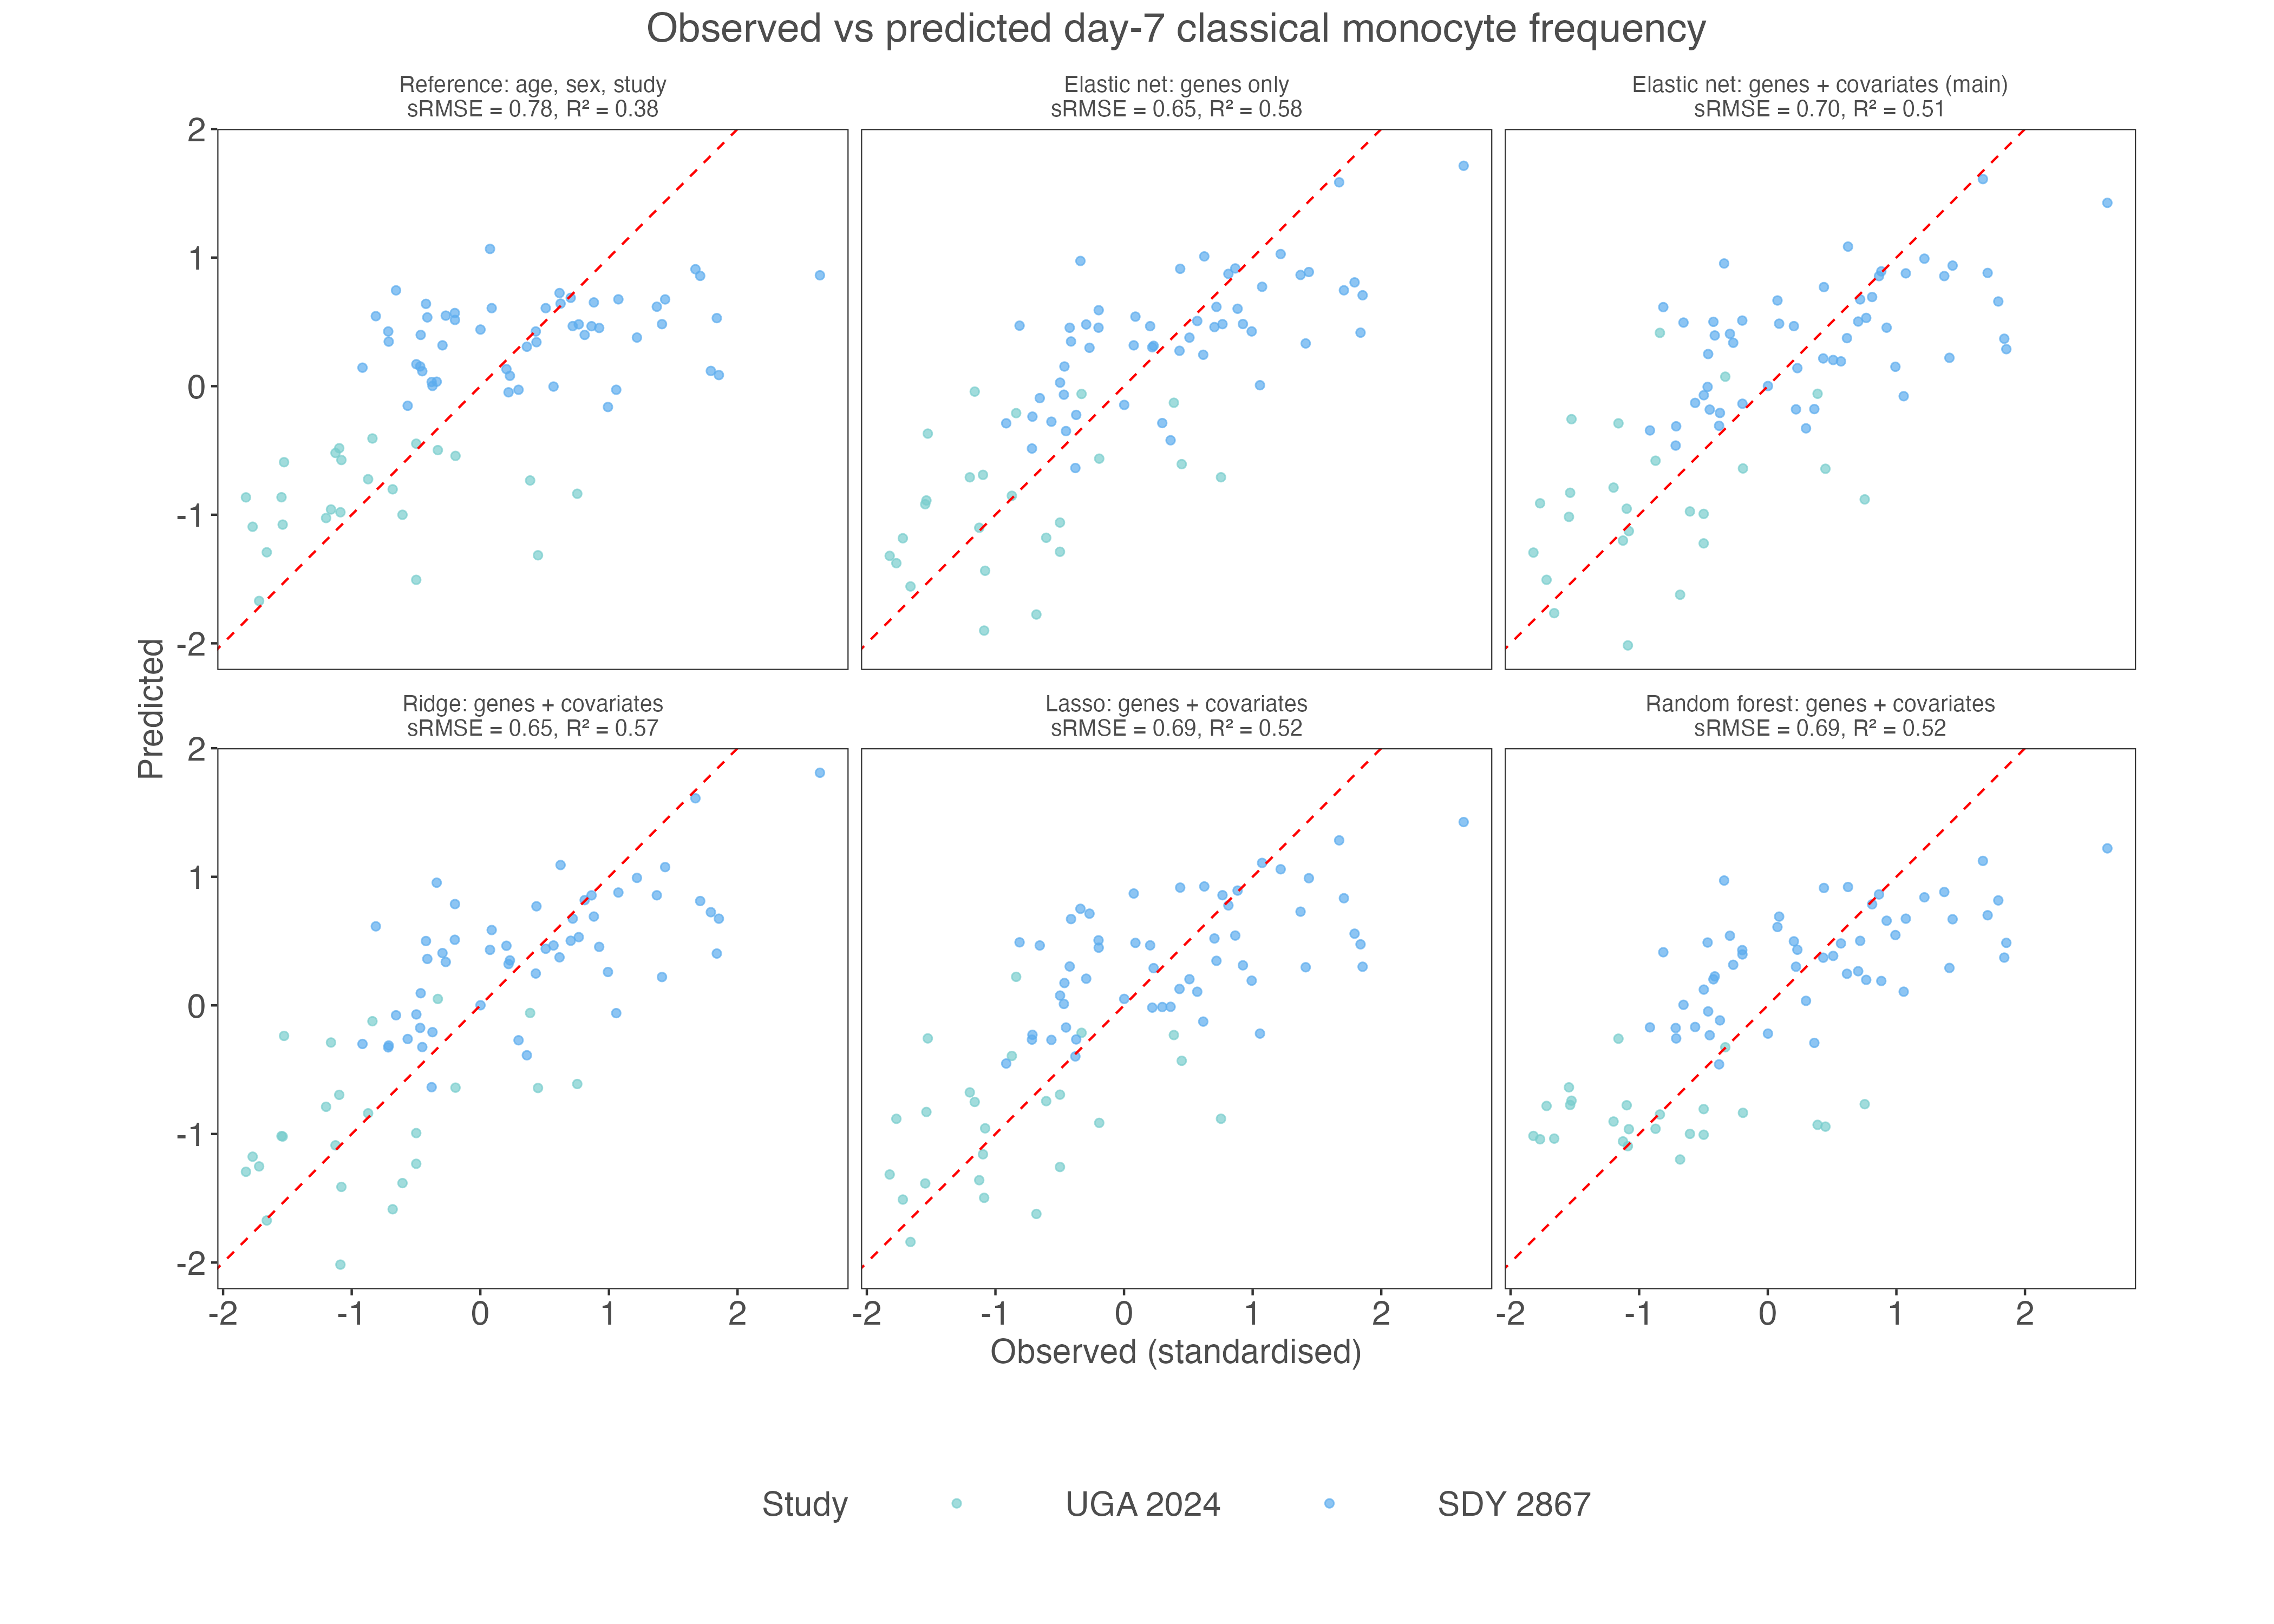 Observed vs predicted day-7 classical monocyte frequency
Reference: age, sex, study
sRMSE = 0.78, R² = 0.38
Elastic net: genes only
sRMSE = 0.65, R² = 0.58
Elastic net: genes + covariates (main)
sRMSE = 0.70, R² = 0.51
2
1
0
-1
-2
Predicted
Ridge: genes + covariates
sRMSE = 0.65, R² = 0.57
Lasso: genes + covariates
sRMSE = 0.69, R² = 0.52
Random forest: genes + covariates
sRMSE = 0.69, R² = 0.52
2
1
0
-1
-2
-2 -1 0 1 2
-2 -1 0 1 2
-2 -1 0 1 2
Observed (standardised)
Study UGA 2024 SDY 2867